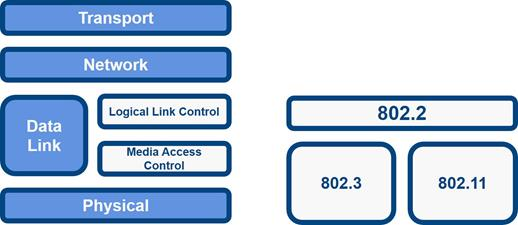 Transport
Network
Data
Link
Logical Link Control
Media Access
Control
Physical
802.2
802.3
802.11